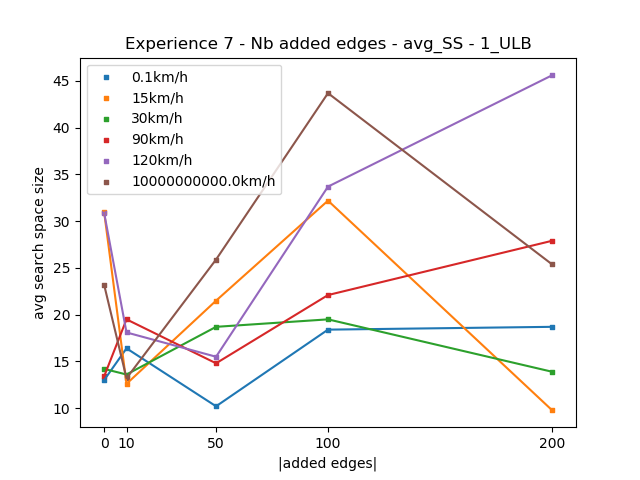 Experience 7 - Nb added edges - avg_SS - 1_ULB
0.1km/h
15km/h
30km/h
90km/h
120km/h
10000000000.0km/h
avg search space size
45
40
35
30
25
20
15
10
0 10 50 100 200
|added edges|